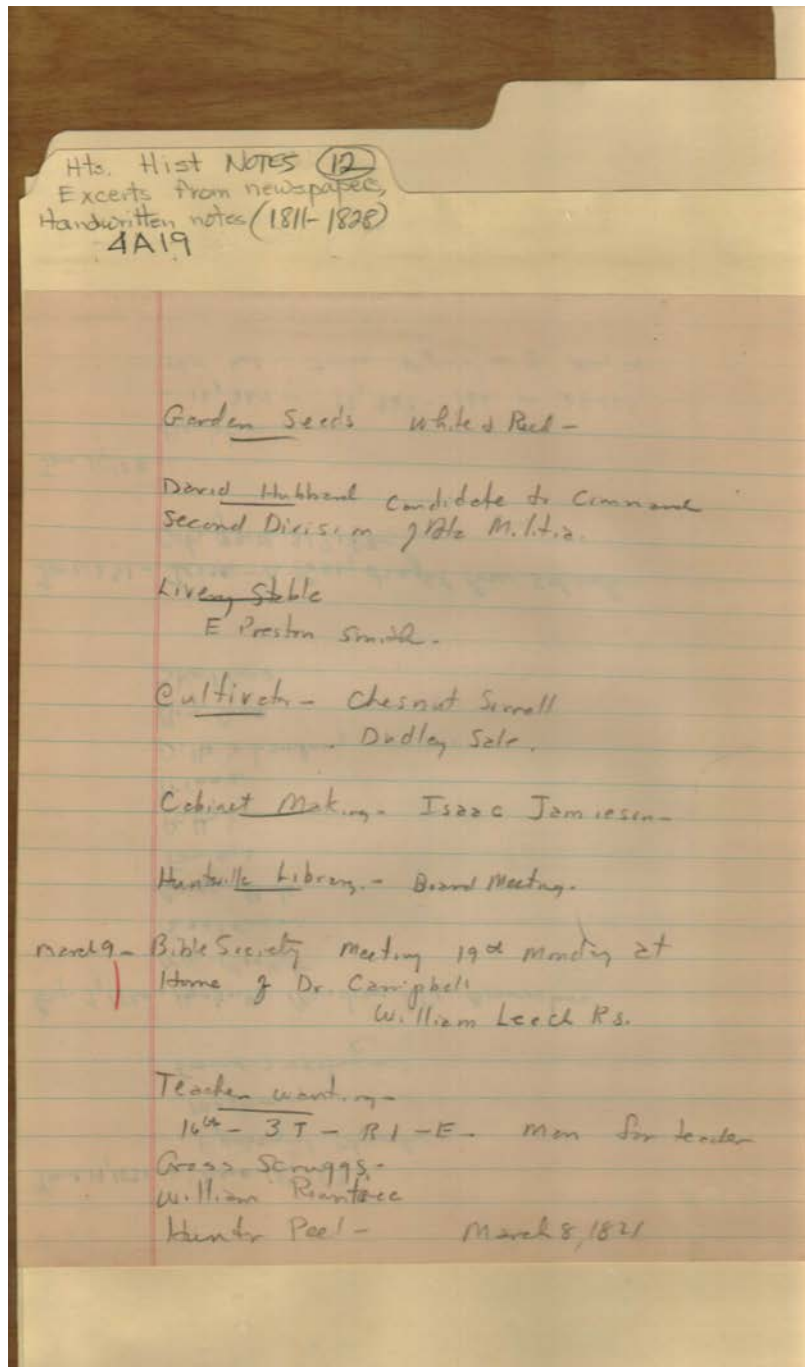 Hts. Hist NOTES 12
Excerts from newspapers,
Handwritten notes (1811-1828)
4A19
Garden Seeds White & Reed -
David Hubbard Candidate to Command
Second Division of Ala Militia.
Livery Stable
E Preston Smith.
Cultivator - Chesnut Sorrell
Dudley Sale.
Cabinet Making - Isaac Jamieson -
Huntsville Library. - Board Meeting.
March 9 - Bible Society Meeting 19th Monday at
Home of Dr. Campbell
William Leech Rs.
Teacher wanting -
16th - 3T - R1 - E - Man for teacher
Gross Scruggs. -
William Rountree
Hunter Peel - March 8, 1821